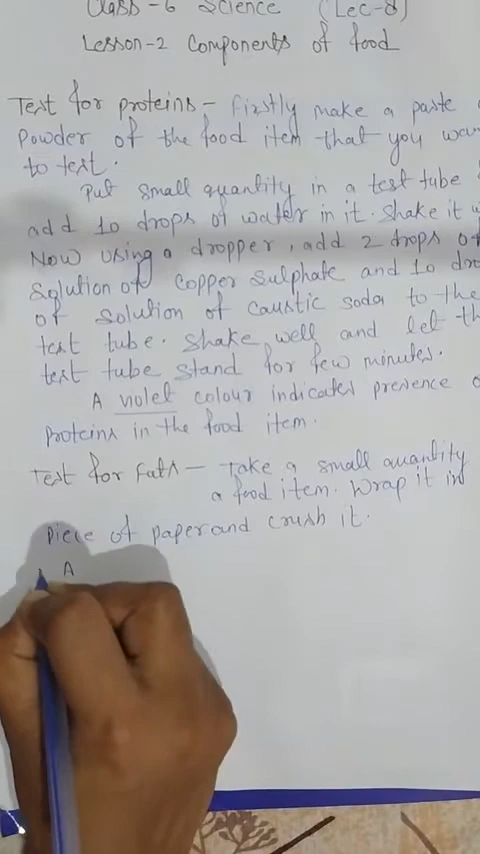 Class-6 Science (Lec-8)
Lesson-2 Components of food
Test for proteins - Firstly make a paste
Powder of the food item that you
to test.
Put small quantity in a test tube
add 10 drops of water in it. Shake it
Now using a dropper, add 2 drops of
Solution of Copper Sulphate and 10
of solution of caustic soda to the
test tube. Shake well and let
test tube stand for few minutes.
A violet colour indicates presence
Proteins in the food item.
Test for Fats - Take a small quantity
a food item. Wrap it in
Piece of paper and crush it.
A